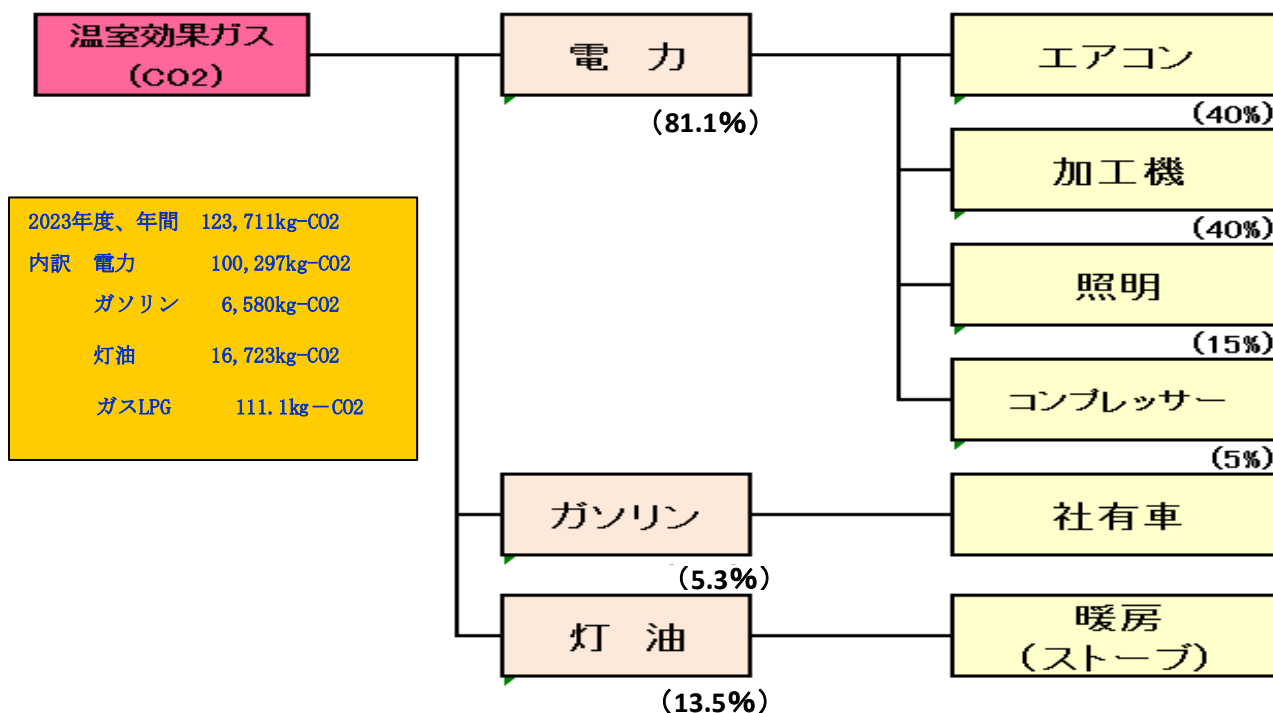 温室効果ガス
(CO2)
電 力
(81.1%)
エアコン
(40%)
加工機
(40%)
照明
(15%)
コンプレッサー
(5%)
2023年度、年間 123,711kg-CO2
内訳 電力 100,297kg-CO2
ガソリン 6,580kg-CO2
灯油 16,723kg-CO2
ガスLPG 111.1kg－CO2
ガソリン
(5.3%)
社有車
灯 油
(13.5%)
暖房
(ストーブ)